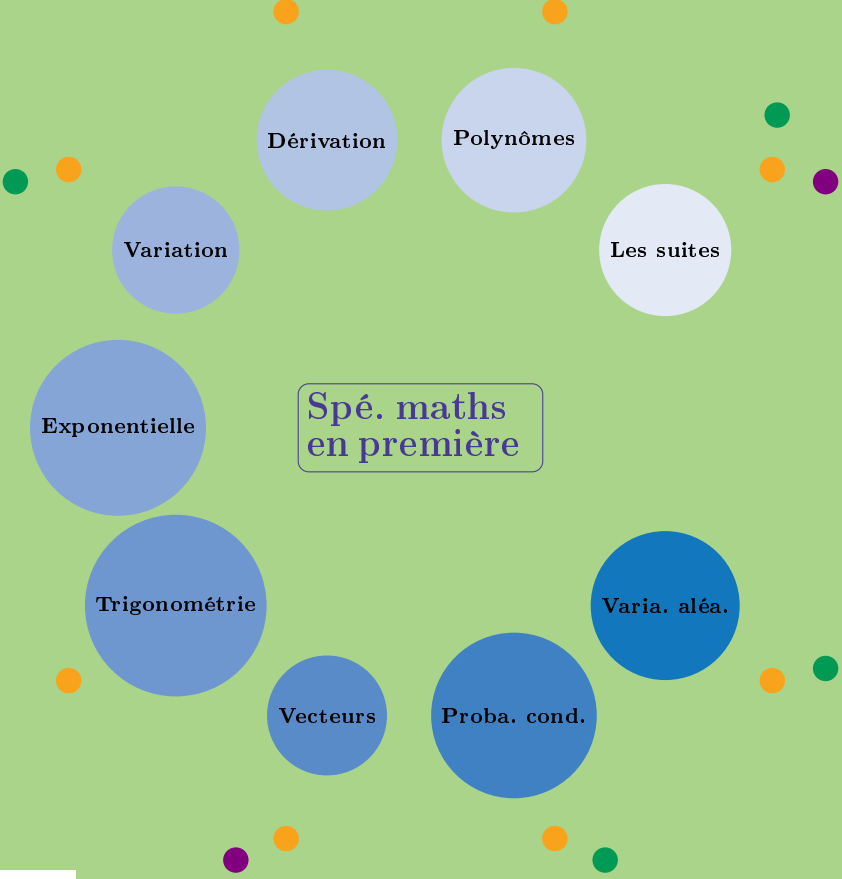 Dérivation
Polynômes
Variation
Les suites
Spé. maths
en première
Exponentielle
Trigonométrie
Varia. aléa.
Vecteurs
Proba. cond.